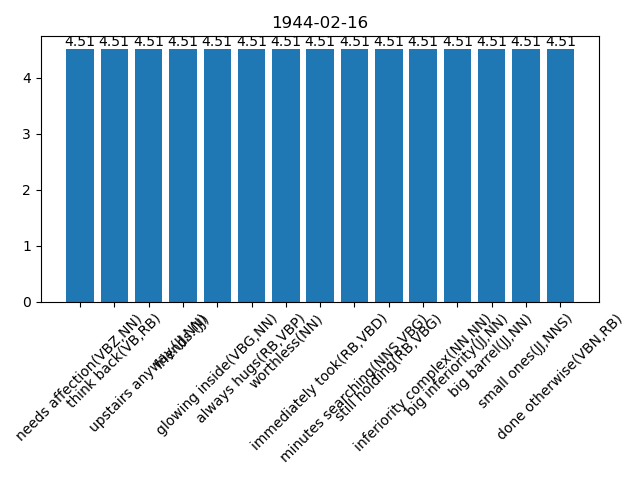 1944-02-16
4.51 4.51 4.51 4.51 4.51 4.51 4.51 4.51 4.51 4.51 4.51 4.51 4.51 4.51 4.51
4
3
2
1
0
needs affection(VBZ,NN)
think back(VB,RB)
upstairs anyway
glowing inside(VBG,NN)
always hugs(RB,VBP)
worthless(NN)
immediately took(RB,VBD)
minutes searching(NNS,VBG)
still holding(RB,VBG)
inferiority complex(NN,NN)
big inferiority(JJ,NN)
big barrel(JJ,NN)
small ones(JJ,NNS)
done otherwise(VBN,RB)